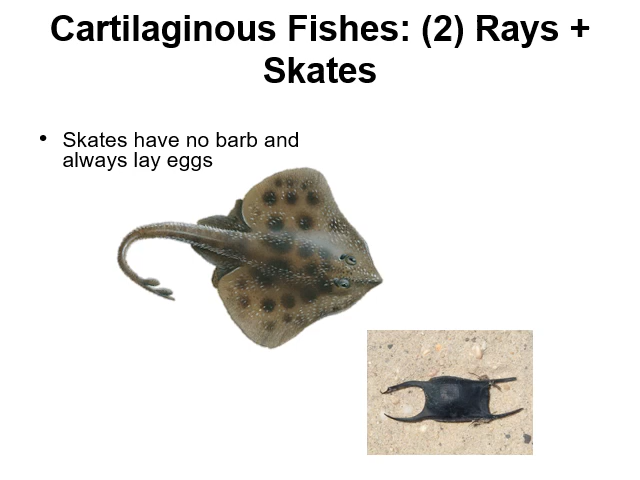 Cartilaginous Fishes: (2) Rays +
Skates
• Skates have no barb and
always lay eggs